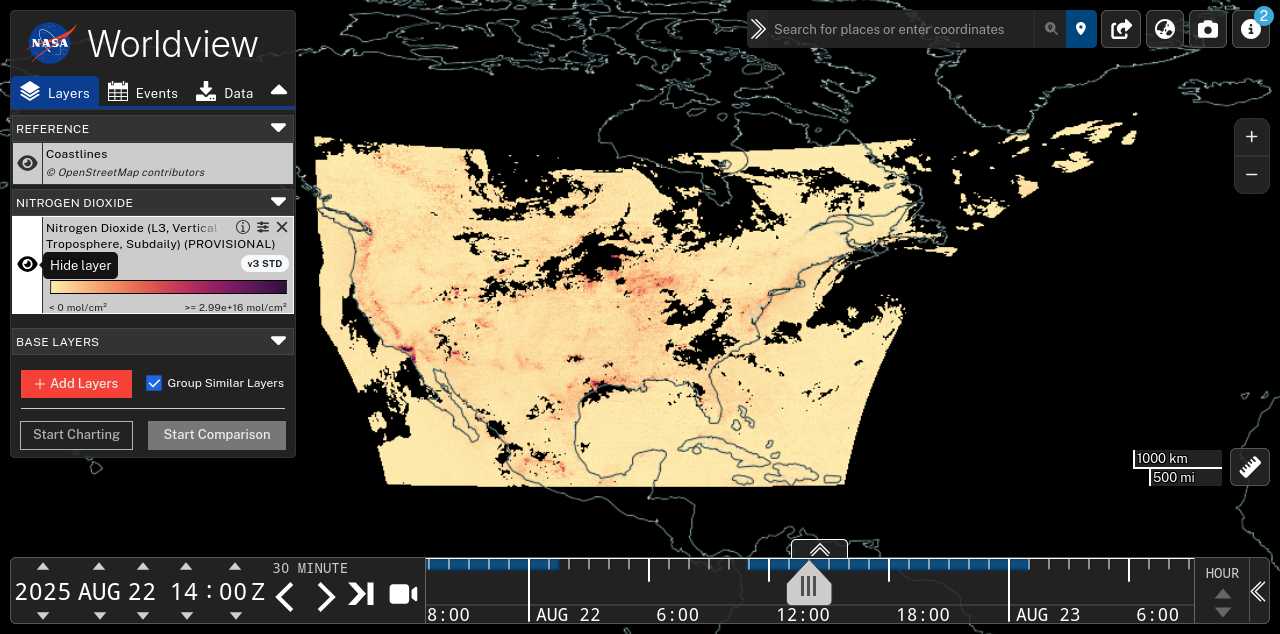 NASA
Worldview
Layers
Events
Data
REFERENCE
Coastlines
© OpenStreetMap contributors
NITROGEN DIOXIDE
Nitrogen Dioxide (L3, Vertical
Troposphere, Subdaily) (PROVISIONAL)
Hide layer
v3 STD
< 0 mol/cm²
>= 2.99e+16 mol/cm²
BASE LAYERS
+ Add Layers
Group Similar Layers
Start Charting
Start Comparison
Search for places or enter coordinates
2
+
−
1000 km
500 mi
2025 AUG 22 14:00Z
30 MINUTE
8:00
AUG 22
6:00
12:00
18:00
AUG 23
6:00
HOUR